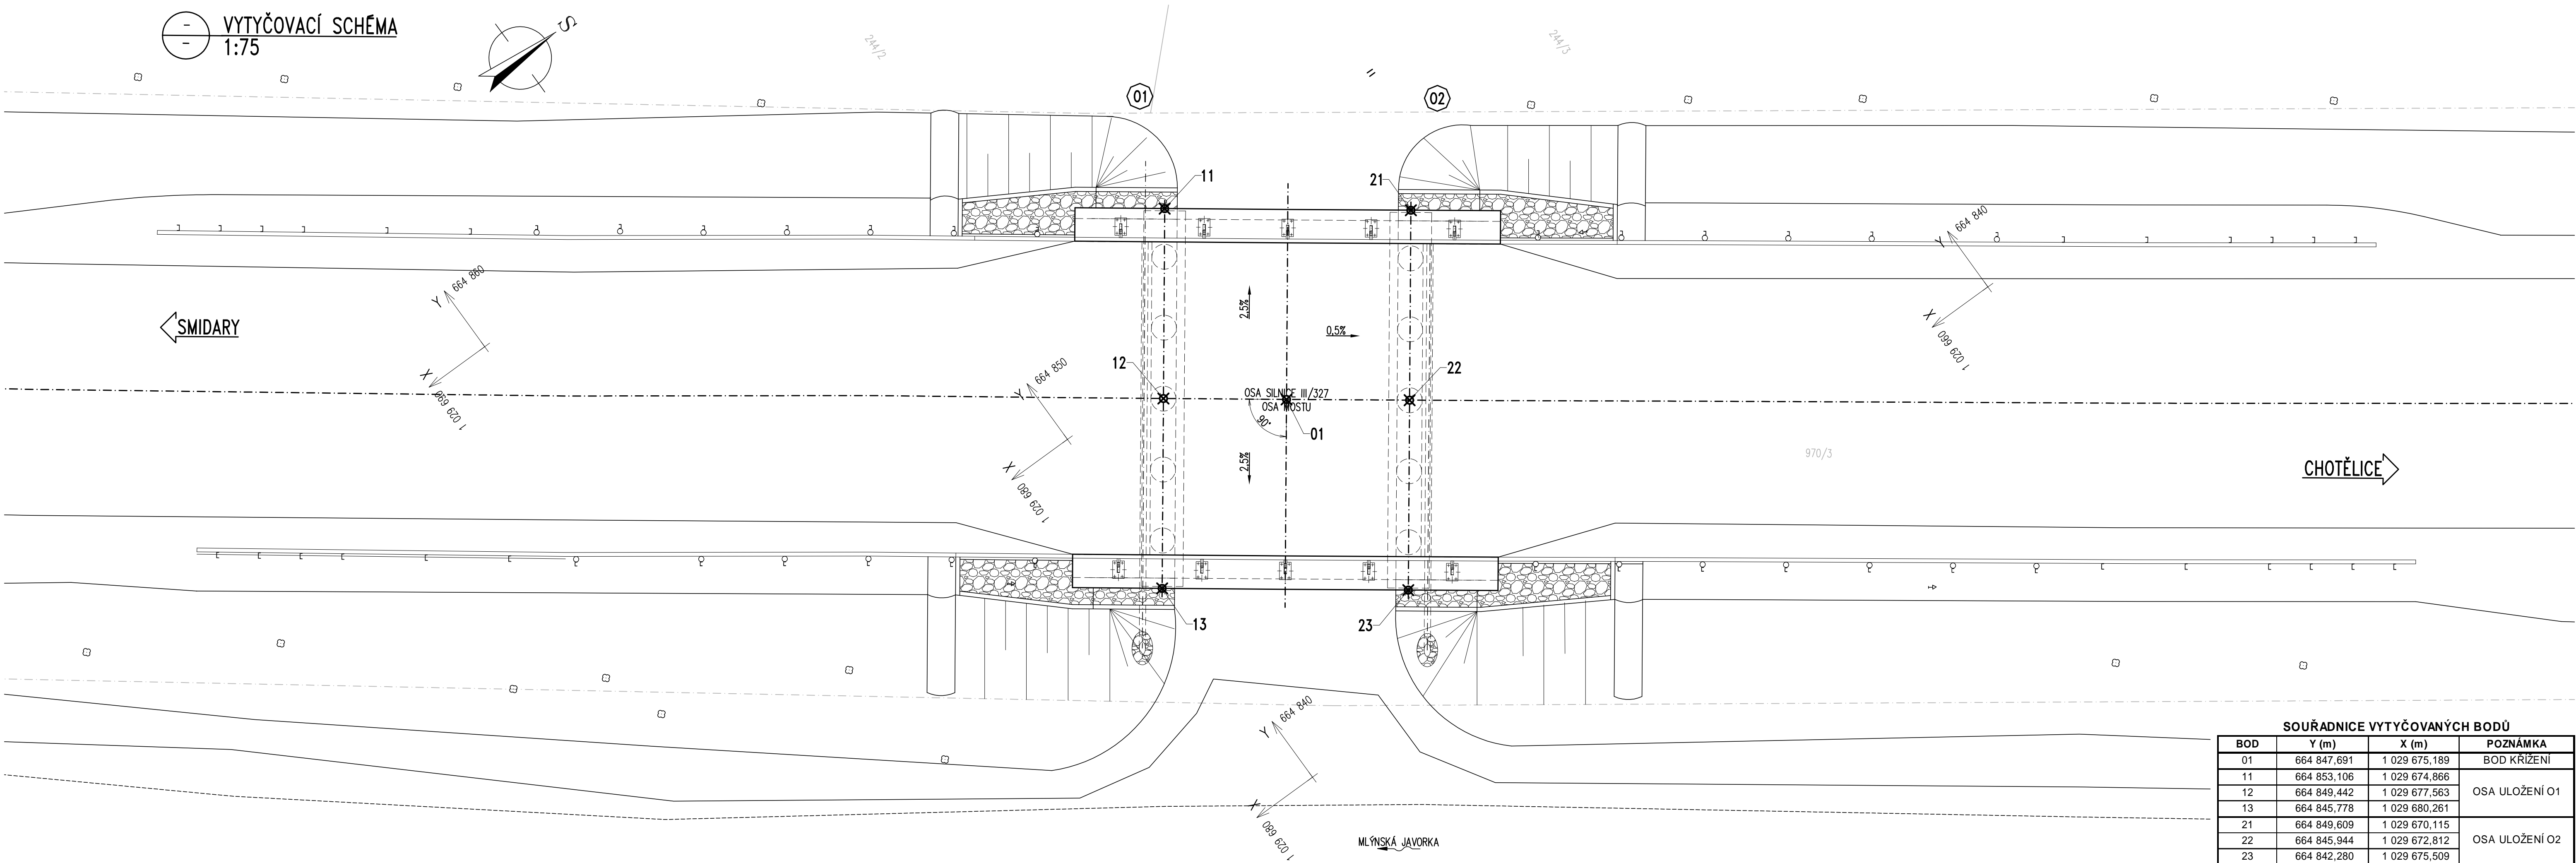 VYTYČOVACÍ SCHÉMA
1:75
-
-
S
244/2
244/3
01
02
11
21
664 860
Y
X
1 029 690
664 840
Y
X
1 029 660
SMIDARY
2,5%
0,5%
12
22
664 850
Y
X
1 029 680
OSA SILNICE III/327
OSA MOSTU
90°
01
2,5%
970/3
CHOTĚLICE
13
23
664 840
Y
X
1 029 680
MLÝNSKÁ JAVORKA
SOUŘADNICE VYTYČOVANÝCH BODŮ
BOD Y (m) X (m) POZNÁMKA
01 664 847,691 1 029 675,189 BOD KŘÍŽENÍ
11 664 853,106 1 029 674,866
12 664 849,442 1 029 677,563 OSA ULOŽENÍ O1
13 664 845,778 1 029 680,261
21 664 849,609 1 029 670,115
22 664 845,944 1 029 672,812 OSA ULOŽENÍ O2
23 664 842,280 1 029 675,509